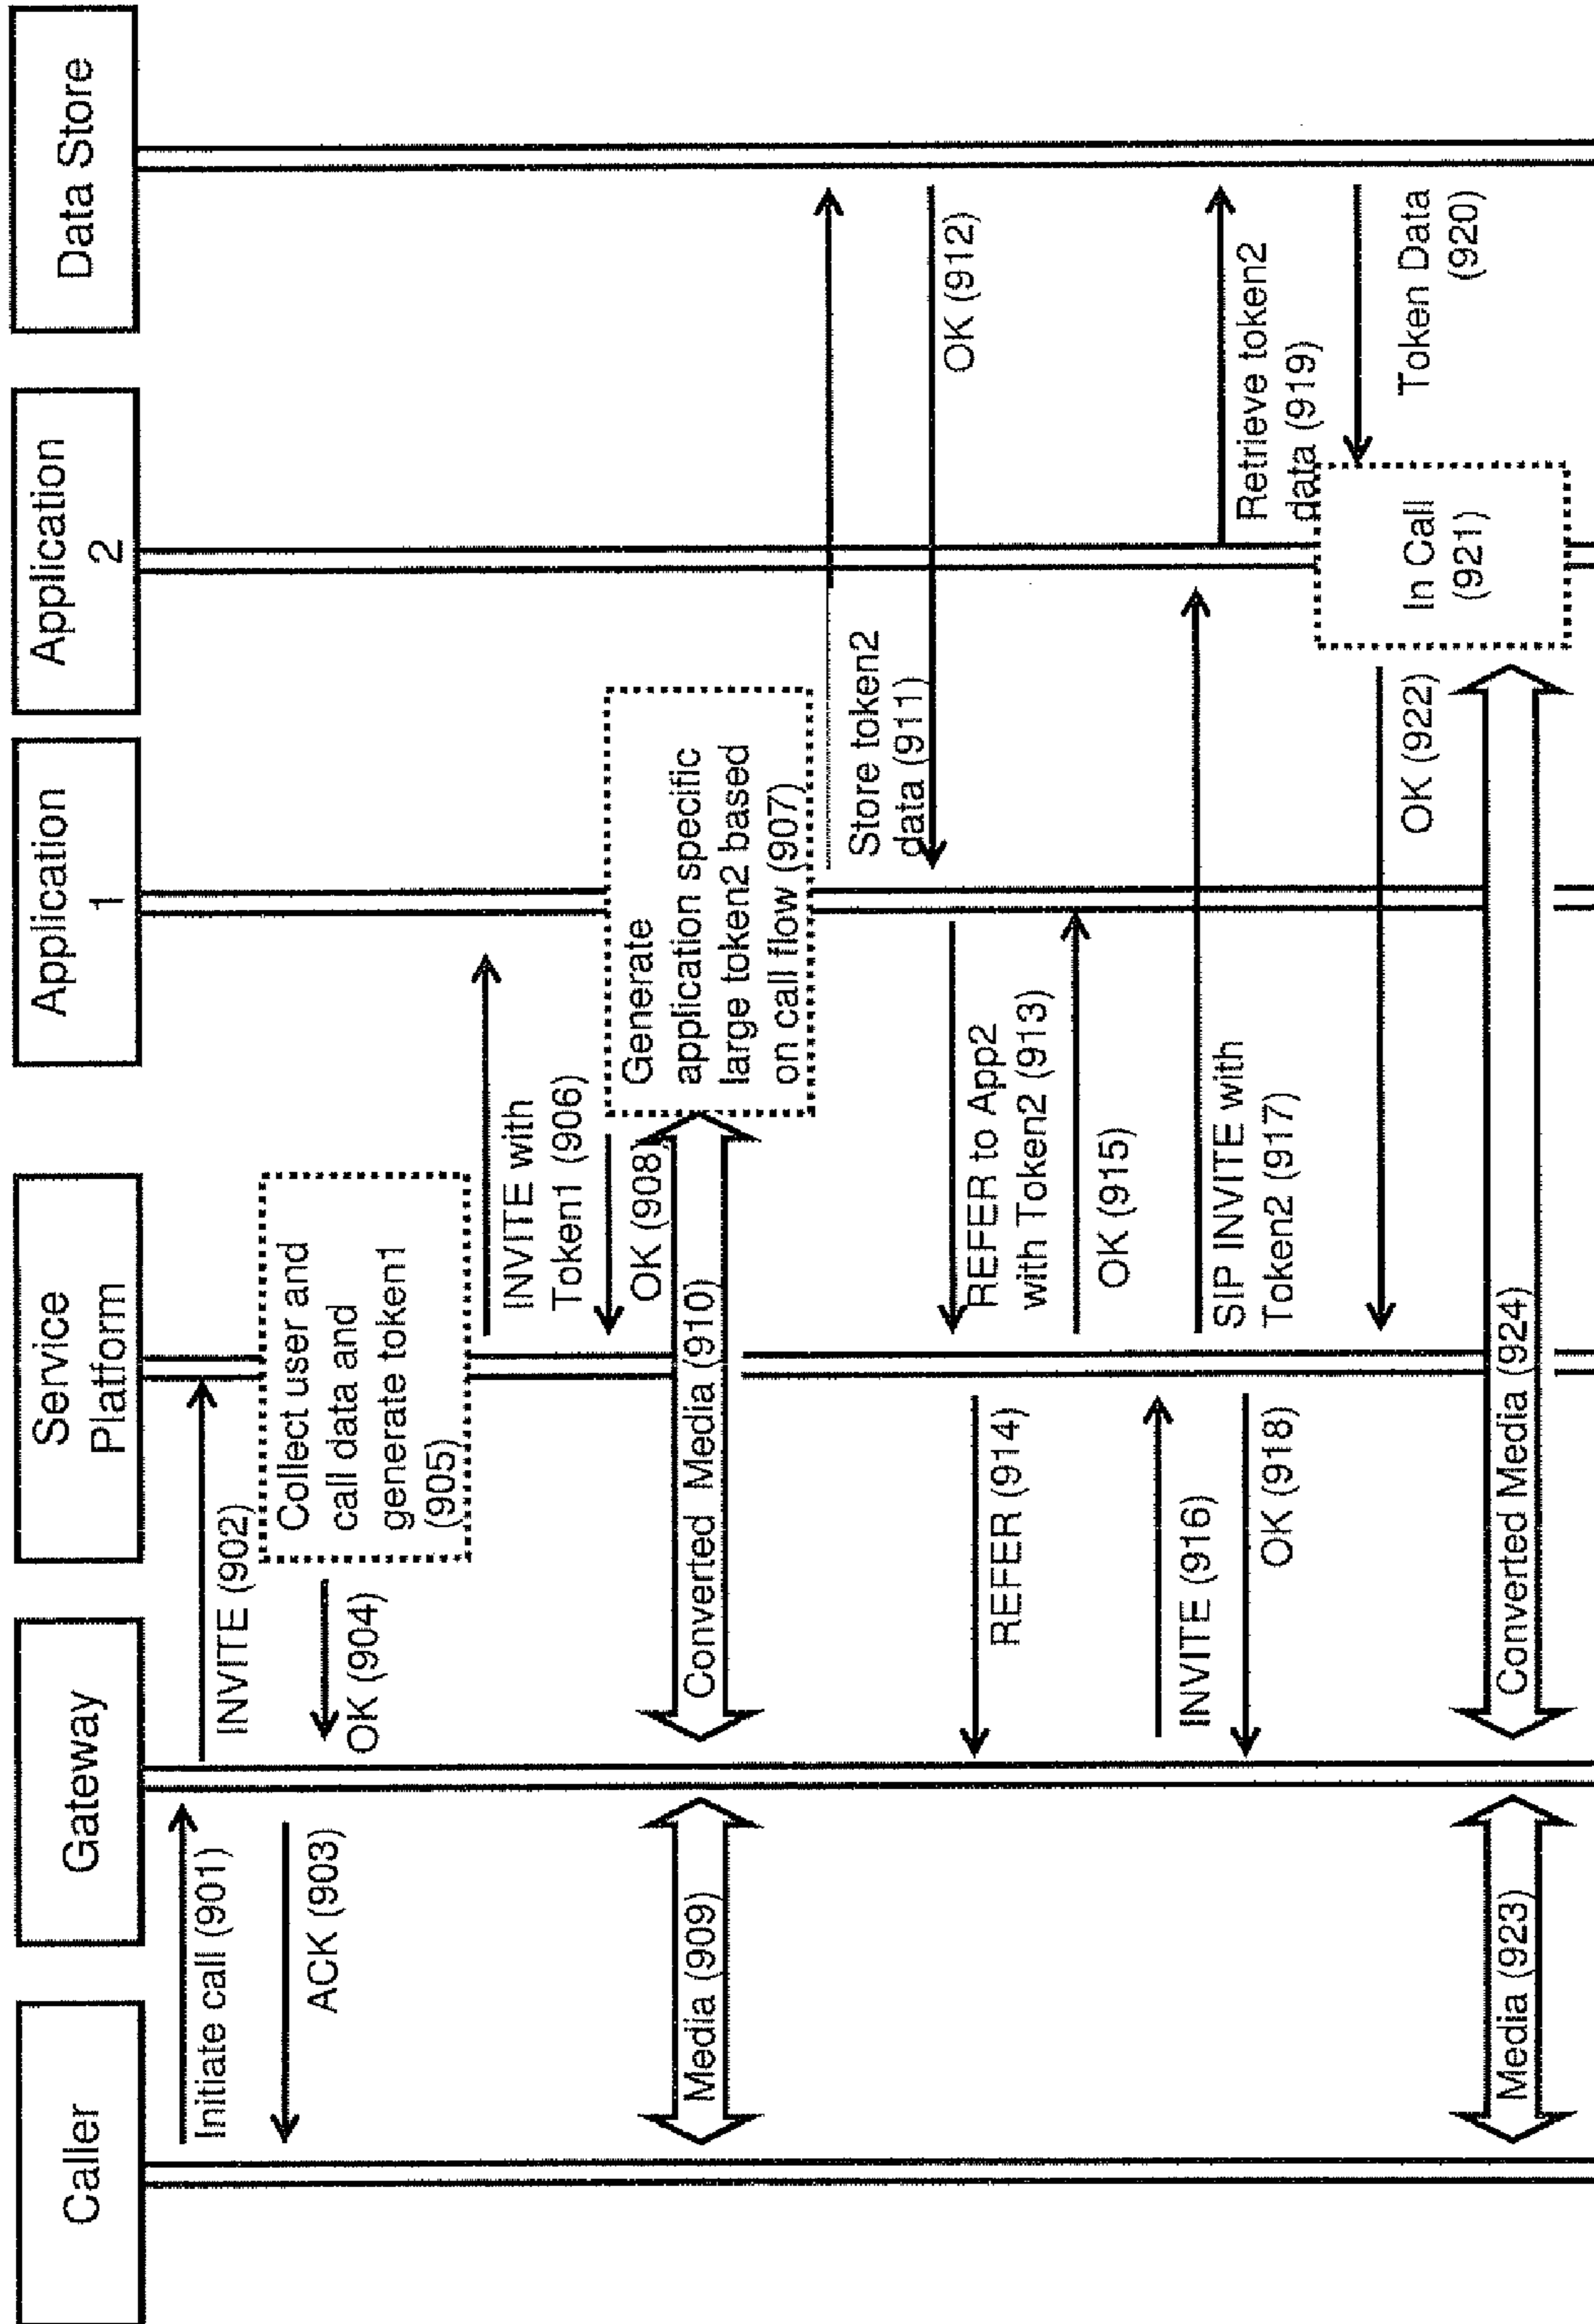 Caller
Gateway
Service
Platform
Application
1
Application
2
Data Store
Initiate call (901)
INVITE (902)
ACK (903)
OK (904)
Collect user and
call data and
generate token1
(905)
INVITE with
Token1 (906)
OK (908)
Generate
application specific
large token2 based
on call flow (907)
Media (909)
Converted Media (910)
Store token2
data (911)
OK (912)
REFER to App2
with Token2 (913)
REFER (914)
OK (915)
INVITE (916)
SIP INVITE with
Token2 (917)
OK (918)
Retrieve token2
data (919)
Token Data
(920)
In Call
(921)
OK (922)
Media (923)
Converted Media (924)